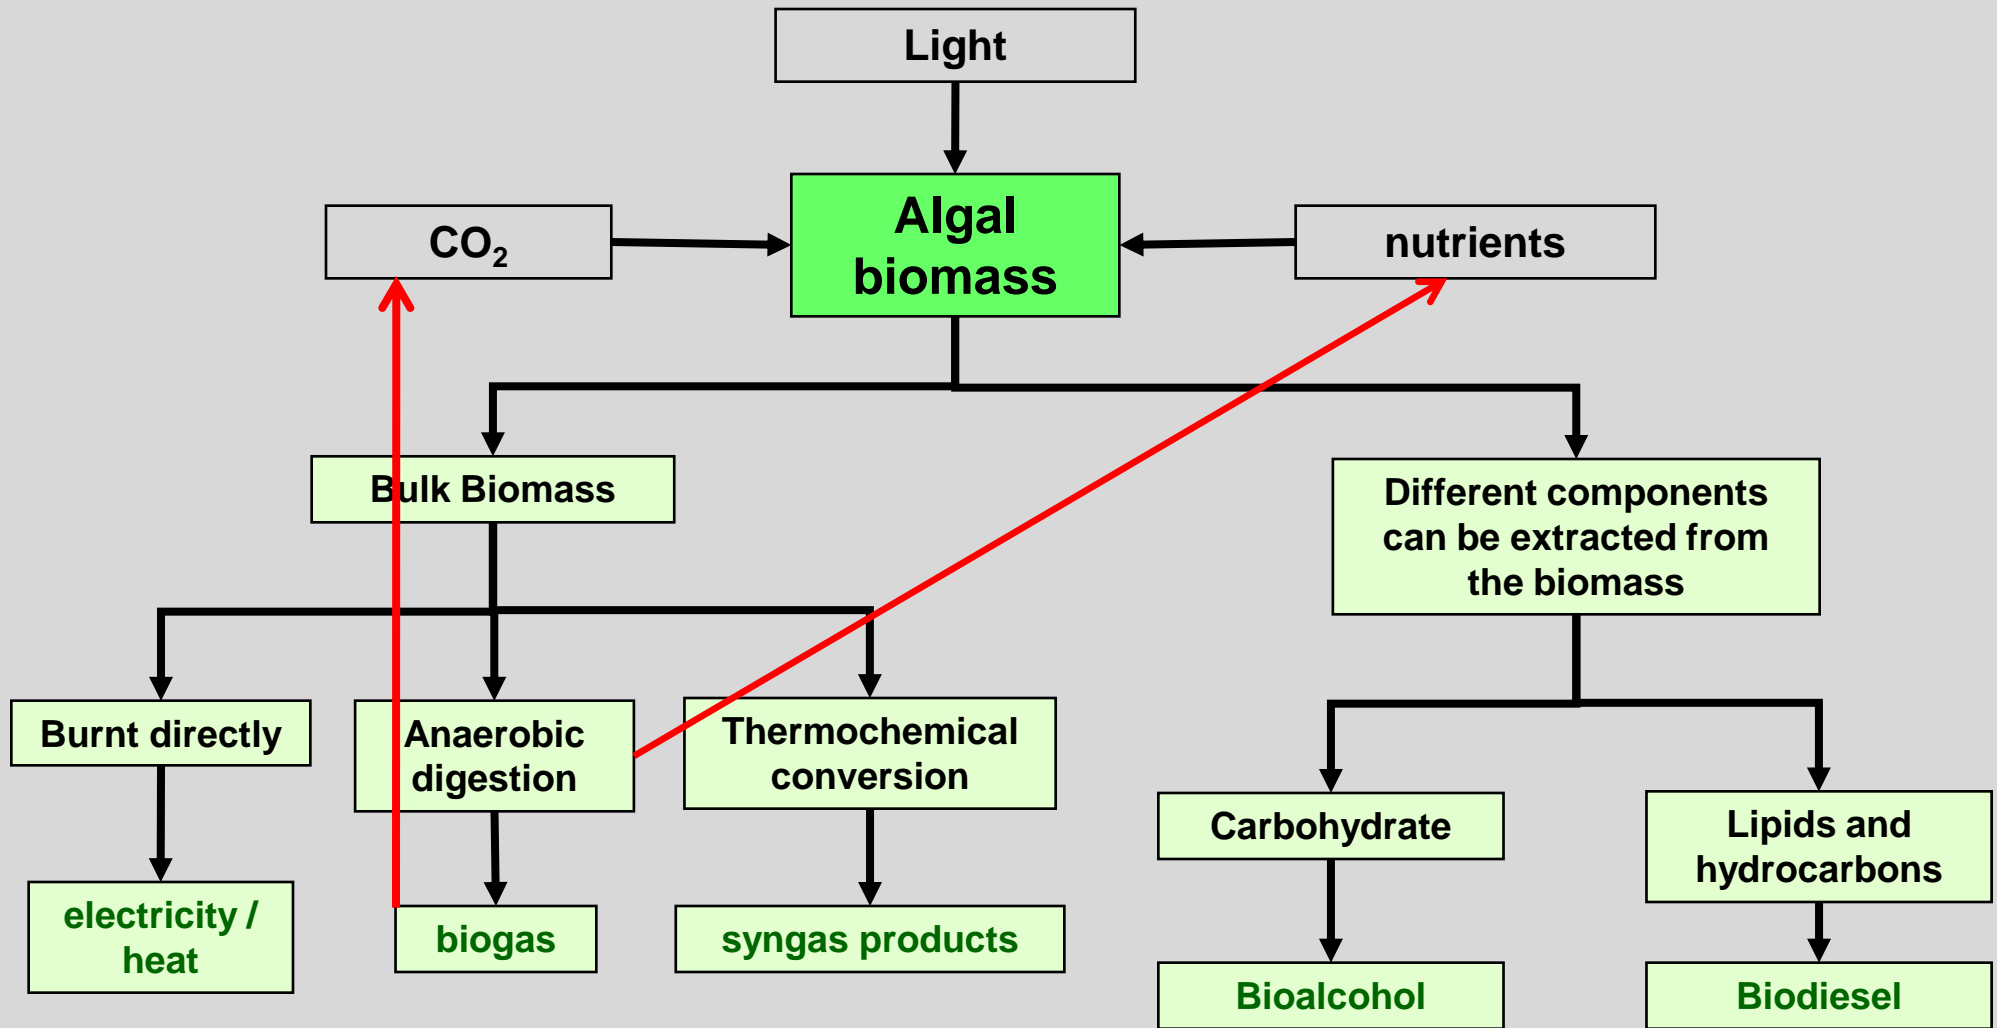 Light
CO₂
Algal
biomass
nutrients
Bulk Biomass
Different components
can be extracted from
the biomass
Burnt directly
Anaerobic
digestion
Thermochemical
conversion
Carbohydrate
Lipids and
hydrocarbons
electricity /
heat
biogas
syngas products
Bioalcohol
Biodiesel